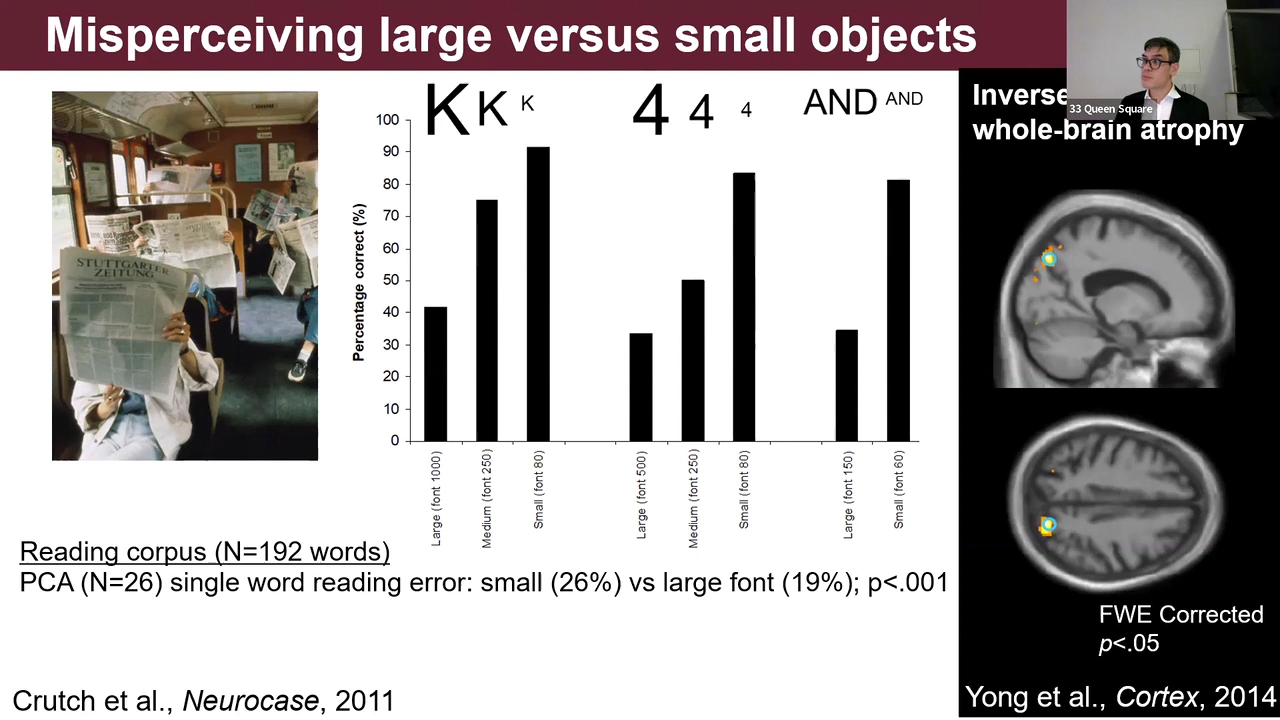 Misperceiving large versus small objects
33 Queen Square
Inverse
whole-brain atrophy
K K K
4 4 4
AND AND
STUTTGARTER
ZEITUNG
Percentage correct (%)
100
90
80
70
60
50
40
30
20
10
0
Large (font 1000)
Medium (font 250)
Small (font 80)
Large (font 500)
Medium (font 250)
Small (font 80)
Large (font 150)
Small (font 60)
Reading corpus (N=192 words)
PCA (N=26) single word reading error: small (26%) vs large font (19%); p<.001
FWE Corrected
p<.05
Crutch et al., Neurocase, 2011
Yong et al., Cortex, 2014